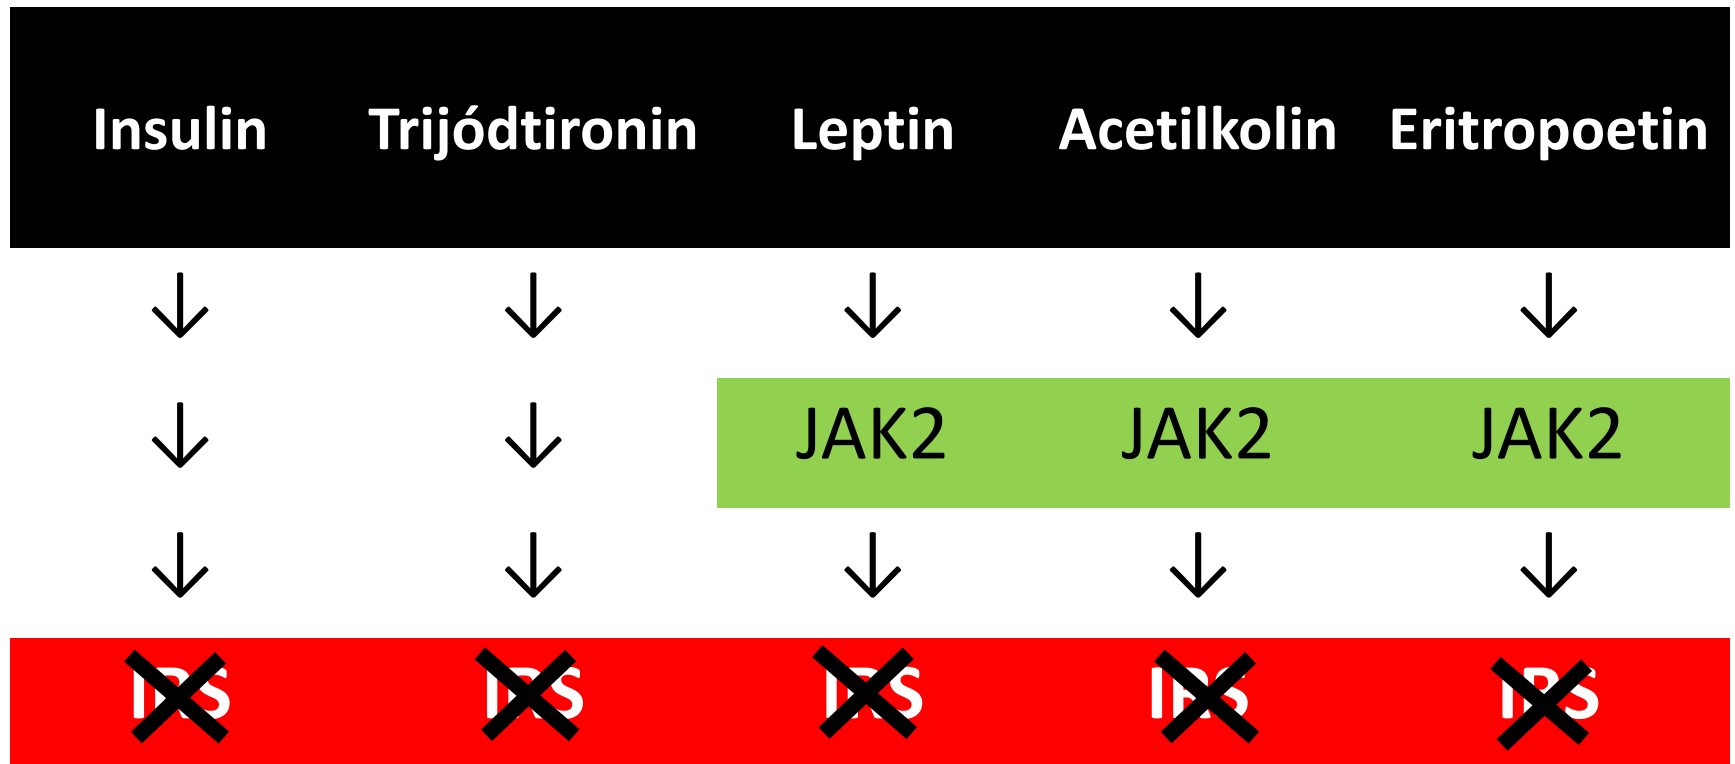 Insulin Trijódtironin Leptin Acetilkolin Eritropoetin
↓ ↓ ↓ ↓ ↓
↓ ↓ JAK2 JAK2 JAK2
↓ ↓ ↓ ↓ ↓
IRS IRS IRS IRS IRS